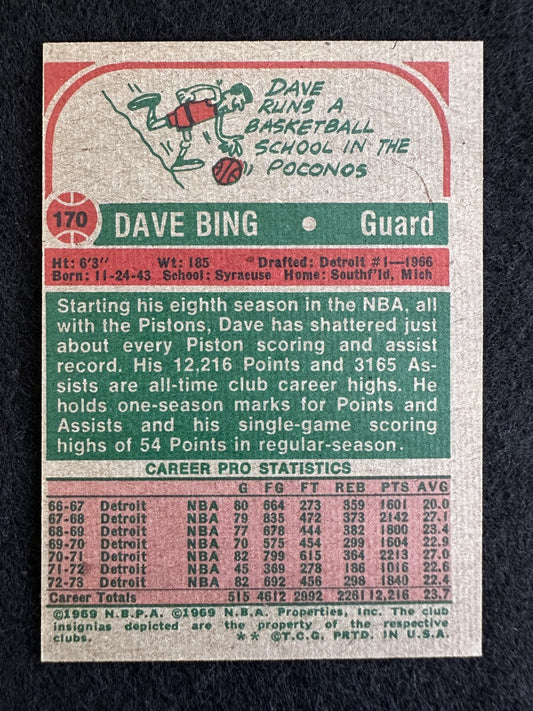 DAVE
RUNS A
BASKETBALL
SCHOOL IN THE
POCONOS
170 DAVE BING • Guard
Ht: 6'3" Wt: 185 Drafted: Detroit #1—1966
Born: 11-24-43 School: Syracuse Home: Southf'ld, Mich
Starting his eighth season in the NBA, all
with the Pistons, Dave has shattered just
about every Piston scoring and assist
record. His 12,216 Points and 3165 As-
sists are all-time club career highs. He
holds one-season marks for Points and
Assists and his single-game scoring
highs of 54 Points in regular-season.
CAREER PRO STATISTICS
G FG FT REB PTS AVG
66-67 Detroit NBA 80 664 273 359 1601 20.0
67-68 Detroit NBA 79 835 472 373 2142 27.1
68-69 Detroit NBA 77 678 444 382 1800 23.4
69-70 Detroit NBA 70 575 454 299 1604 22.9
70-71 Detroit NBA 82 799 615 364 2213 27.0
71-72 Detroit NBA 45 369 278 186 1016 22.6
72-73 Detroit NBA 82 692 456 298 1840 22.4
Career Totals 515 4612 2992 2261 12,216 23.7
©1969 N.B.P.A. ©1969 N.B.A. Properties, Inc. The club
insignias depicted are the property of the respective
clubs. ** ©T.C.G. PRTD. IN U.S.A.